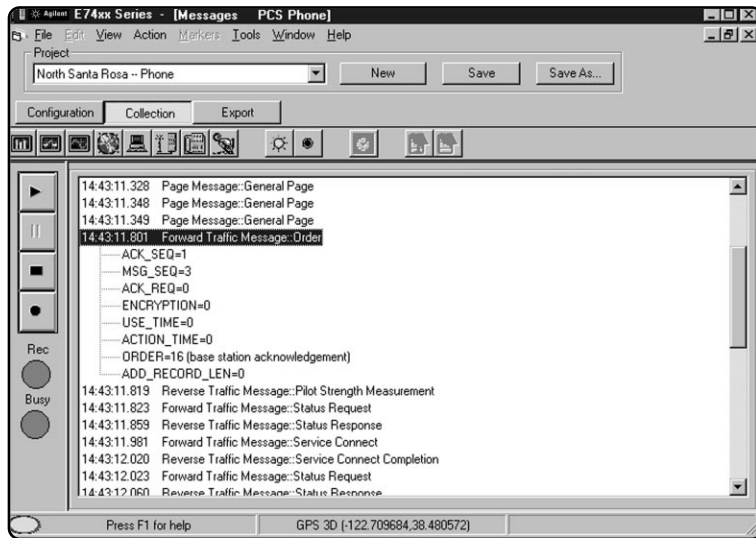 Agilent E74xx Series - [Messages PCS Phone]
File Edit View Action Markers Tools Window Help
Project
North Santa Rosa -- Phone
New
Save
Save As...
Configuration
Collection
Export
14:43:11.328 Page Message::General Page
14:43:11.348 Page Message::General Page
14:43:11.349 Page Message::General Page
14:43:11.801 Forward Traffic Message::Order
ACK_SEQ=1
MSG_SEQ=3
ACK_REQ=0
ENCRYPTION=0
USE_TIME=0
ACTION_TIME=0
ORDER=16 (base station acknowledgement)
ADD_RECORD_LEN=0
14:43:11.819 Reverse Traffic Message::Pilot Strength Measurement
14:43:11.823 Forward Traffic Message::Status Request
14:43:11.859 Reverse Traffic Message::Status Response
14:43:11.981 Forward Traffic Message::Service Connect
14:43:12.020 Reverse Traffic Message::Service Connect Completion
14:43:12.023 Forward Traffic Message::Status Request
14:43:12.060 Reverse Traffic Message::Status Response
Rec
Busy
Press F1 for help
GPS 3D (-122.709684,38.480572)